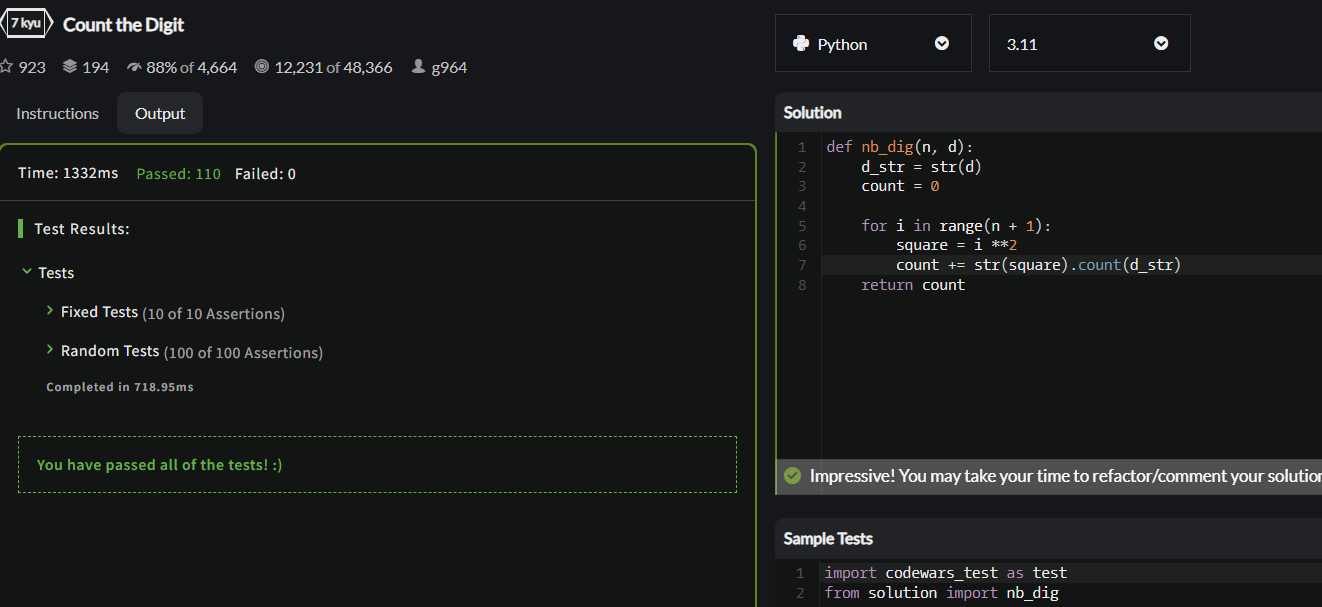 7 kyu Count the Digit
923 194 88% of 4,664 12,231 of 48,366 g964
Instructions Output
Time: 1332ms Passed: 110 Failed: 0
Test Results:
Tests
Fixed Tests (10 of 10 Assertions)
Random Tests (100 of 100 Assertions)
Completed in 718.95ms
You have passed all of the tests! :)
Python 3.11
Solution
1 def nb_dig(n, d):
2     d_str = str(d)
3     count = 0
4
5     for i in range(n + 1):
6         square = i **2
7         count += str(square).count(d_str)
8     return count
Impressive! You may take your time to refactor/comment your solution
Sample Tests
1 import codewars_test as test
2 from solution import nb_dig